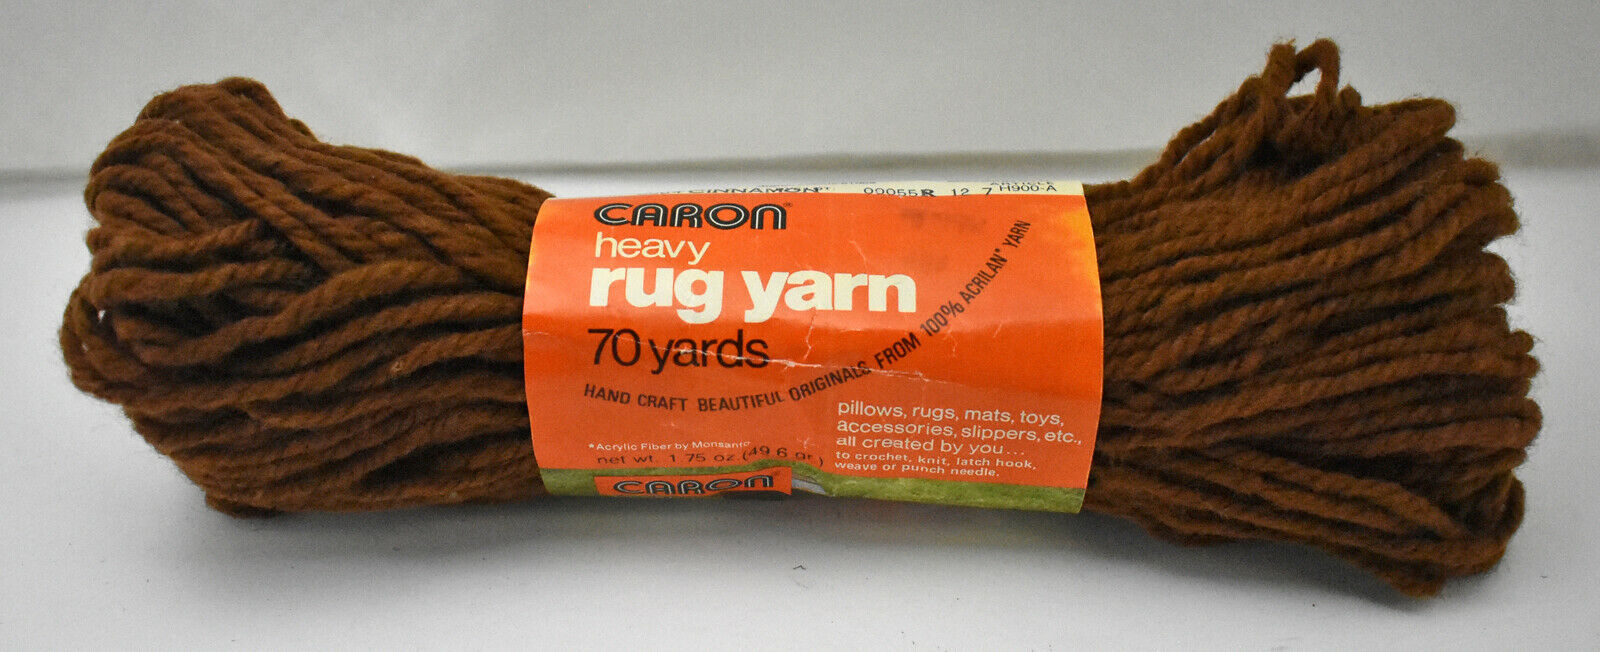 CINNAMON 00055R 12 7 H900-A
CARON®
heavy
rug yarn
70 yards
HAND CRAFT BEAUTIFUL ORIGINALS FROM 100% ACRILAN* YARN
pillows, rugs, mats, toys,
accessories, slippers, etc.,
all created by you...
to crochet, knit, latch hook,
weave or punch needle.
*Acrylic Fiber by Monsanto
net wt. 1.75 oz. (49.6 gr.)
CARON